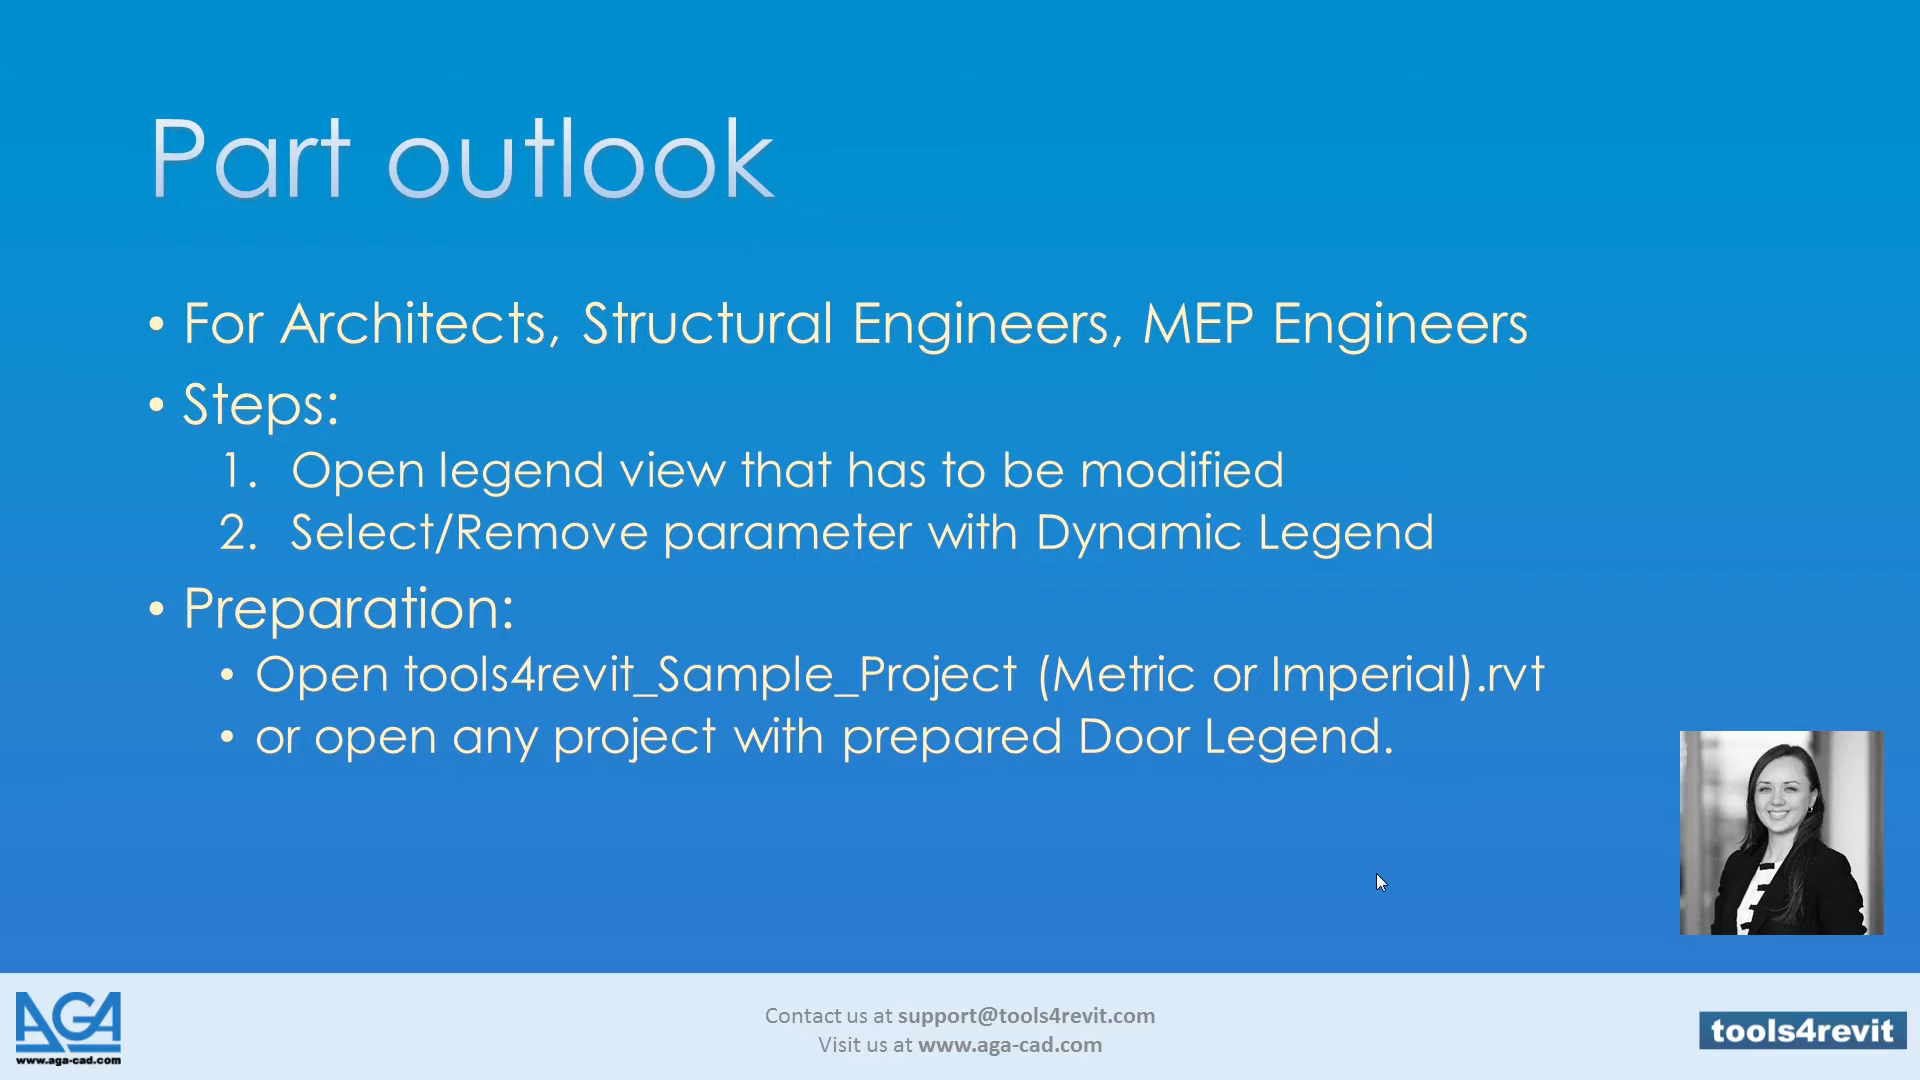 Part outlook
• For Architects, Structural Engineers, MEP Engineers
• Steps:
1. Open legend view that has to be modified
2. Select/Remove parameter with Dynamic Legend
• Preparation:
• Open tools4revit_Sample_Project (Metric or Imperial).rvt
• or open any project with prepared Door Legend.
AGA
www.aga-cad.com
Contact us at support@tools4revit.com
Visit us at www.aga-cad.com
tools4revit